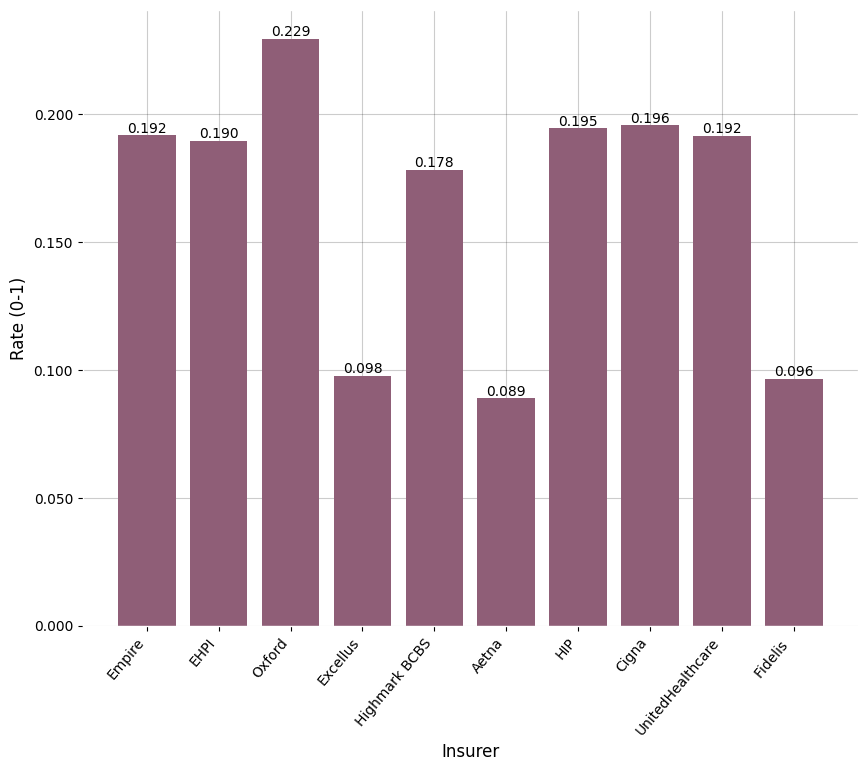 0.229
0.200
0.192
0.190
0.195
0.196
0.192
0.178
0.150
0.100
0.098
0.089
0.096
0.050
0.000
Rate (0-1)
Empire
EHPI
Oxford
Excellus
Highmark BCBS
Aetna
HIP
Cigna
UnitedHealthcare
Fidelis
Insurer